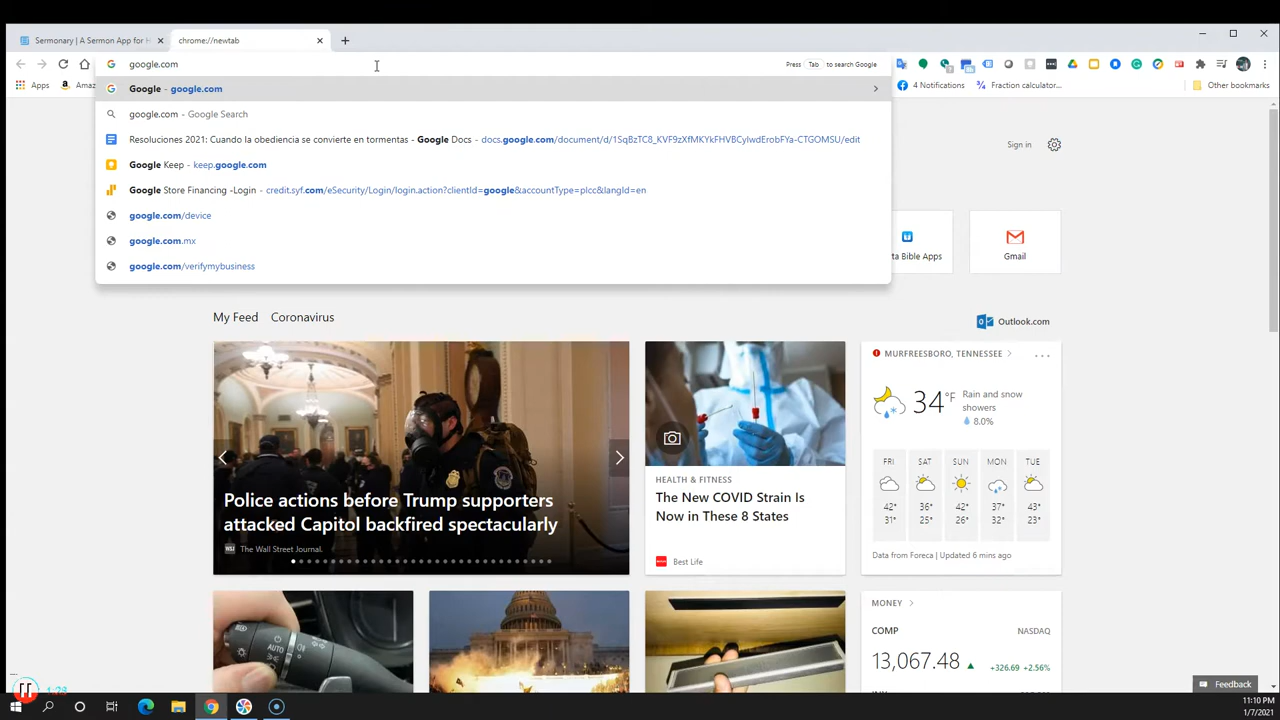 Sermonary | A Sermon App for H
chrome://newtab
google.com
Press Tab to search Google
Apps
Amaz
4 Notifications
Fraction calculator...
Other bookmarks
Google - google.com
google.com - Google Search
Resoluciones 2021: Cuando la obediencia se convierte en tormentas - Google Docs - docs.google.com/document/d/1SqBzTC8_KVF9zXfMKYkFHVBCyIwdErobFYa-CTGOMSU/edit
Google Keep - keep.google.com
Google Store Financing -Login - credit.syf.com/eSecurity/Login/login.action?clientId=google&accountType=plcc&langId=en
google.com/device
google.com.mx
google.com/verifymybusiness
Sign in
ta Bible Apps
Gmail
My Feed
Coronavirus
Outlook.com
Police actions before Trump supporters
attacked Capitol backfired spectacularly
WSJ
The Wall Street Journal.
HEALTH & FITNESS
The New COVID Strain Is
Now in These 8 States
Best Life
MURFREESBORO, TENNESSEE
34°F
Rain and snow
showers
8.0%
FRI SAT SUN MON TUE
42° 36° 42° 37° 43°
31° 25° 26° 32° 23°
Data from Foreca | Updated 6 mins ago
AUTO
MONEY
COMP
NASDAQ
13,067.48
+326.69 +2.56%
Feedback
1:23
11:10 PM
1/7/2021